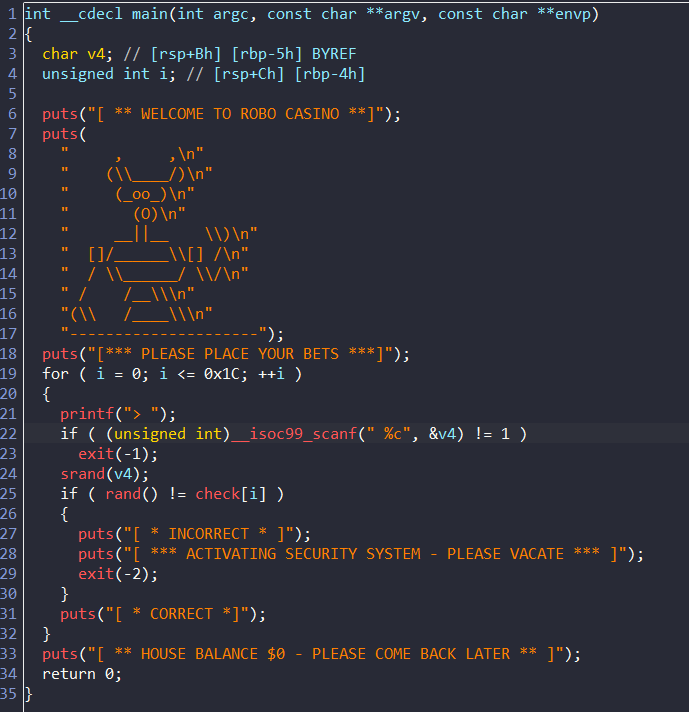 1 int __cdecl main(int argc, const char **argv, const char **envp)
2 {
3   char v4; // [rsp+Bh] [rbp-5h] BYREF
4   unsigned int i; // [rsp+Ch] [rbp-4h]
5
6   puts("[ ** WELCOME TO ROBO CASINO **]");
7   puts(
8     "     ,     ,\n"
9     "    (\\____/)\n"
10     "     (_oo_)\n"
11     "       (O)\n"
12     "     __||__    \\)\n"
13     "  []/______\\[] /\n"
14     "  / \\______/ \\/\n"
15     " /    /__\\\n"
16     "(\\   /____\\\n"
17     "---------------------");
18   puts("[*** PLEASE PLACE YOUR BETS ***]");
19   for ( i = 0; i <= 0x1C; ++i )
20   {
21     printf("> ");
22     if ( (unsigned int)__isoc99_scanf(" %c", &v4) != 1 )
23       exit(-1);
24     srand(v4);
25     if ( rand() != check[i] )
26     {
27       puts("[ * INCORRECT * ]");
28       puts("[ *** ACTIVATING SECURITY SYSTEM - PLEASE VACATE *** ]");
29       exit(-2);
30     }
31     puts("[ * CORRECT *]");
32   }
33   puts("[ ** HOUSE BALANCE $0 - PLEASE COME BACK LATER ** ]");
34   return 0;
35 }